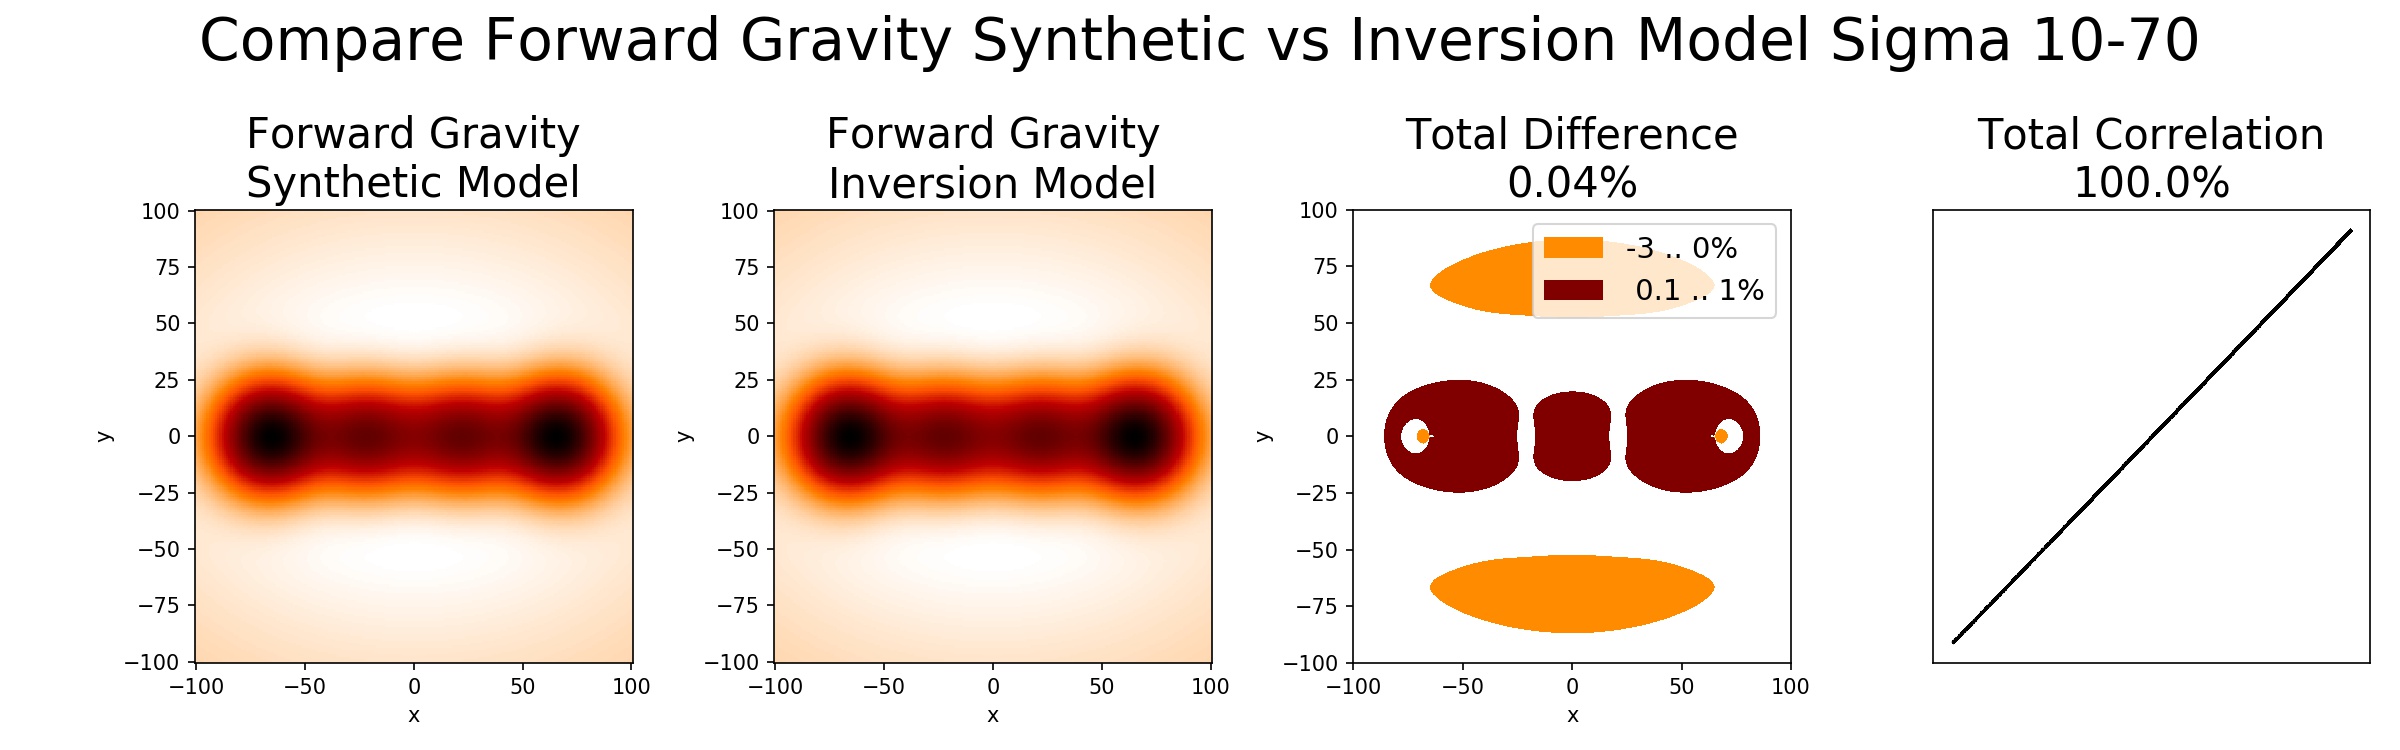 Compare Forward Gravity Synthetic vs Inversion Model Sigma 10-70
Forward Gravity
Synthetic Model
100
75
50
25
0
−25
−50
−75
−100
y
−100 −50 0 50 100
x
Forward Gravity
Inversion Model
100
75
50
25
0
−25
−50
−75
−100
y
−100 −50 0 50 100
x
Total Difference
0.04%
-3 .. 0%
0.1 .. 1%
100
75
50
25
0
−25
−50
−75
−100
y
−100 −50 0 50 100
x
Total Correlation
100.0%